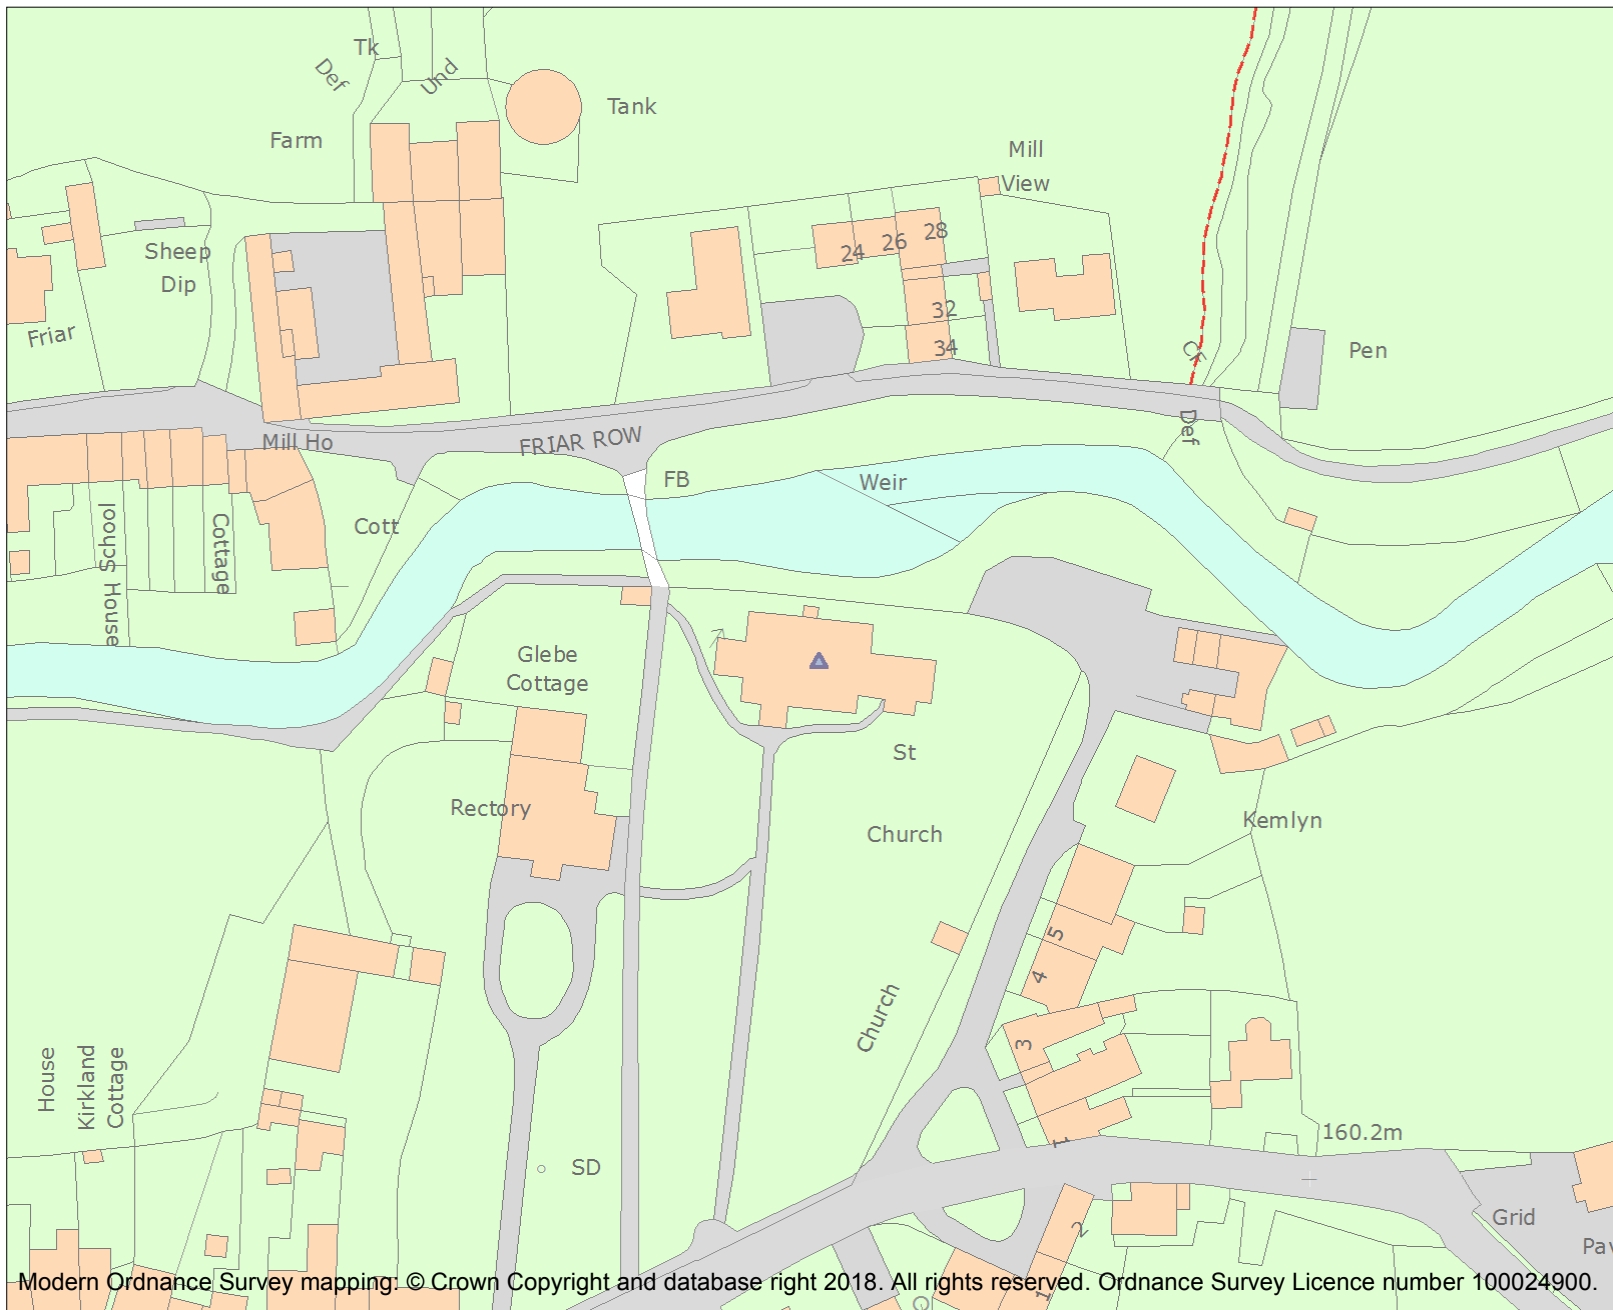 Tk
Def
Und
Tank
Farm
Mill
View
Sheep
Dip
24
26
28
32
34
Friar
CF
Pen
Def
Mill Ho
FRIAR ROW
FB
Weir
School
House
Cottage
Cott
Glebe
Cottage
St
Church
Rectory
Kemlyn
5
4
3
1
Church
House
Kirkland
Cottage
160.2m
SD
2
1
Grid
Pav
Modern Ordnance Survey mapping: © Crown Copyright and database right 2018. All rights reserved. Ordnance Survey Licence number 100024900.